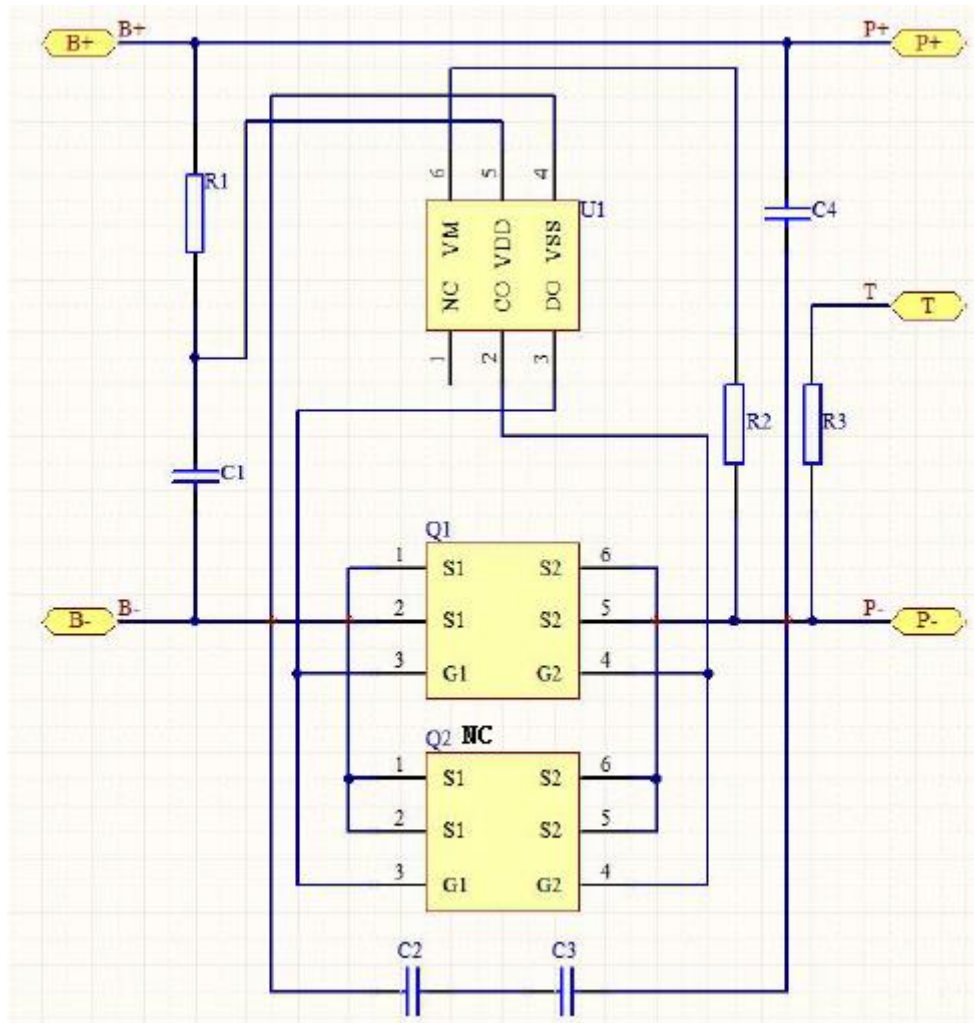 B+ B+ P+ P+
R1
6 5 4
U1
VM VDD VSS
NC CO DO
C4
T T
1 2 3
R2 R3
C1
Q1
1 S1 S2 6
B- B- 2 S1 S2 5 P- P-
3 G1 G2 4
Q2 NC
1 S1 S2 6
2 S1 S2 5
3 G1 G2 4
C2 C3